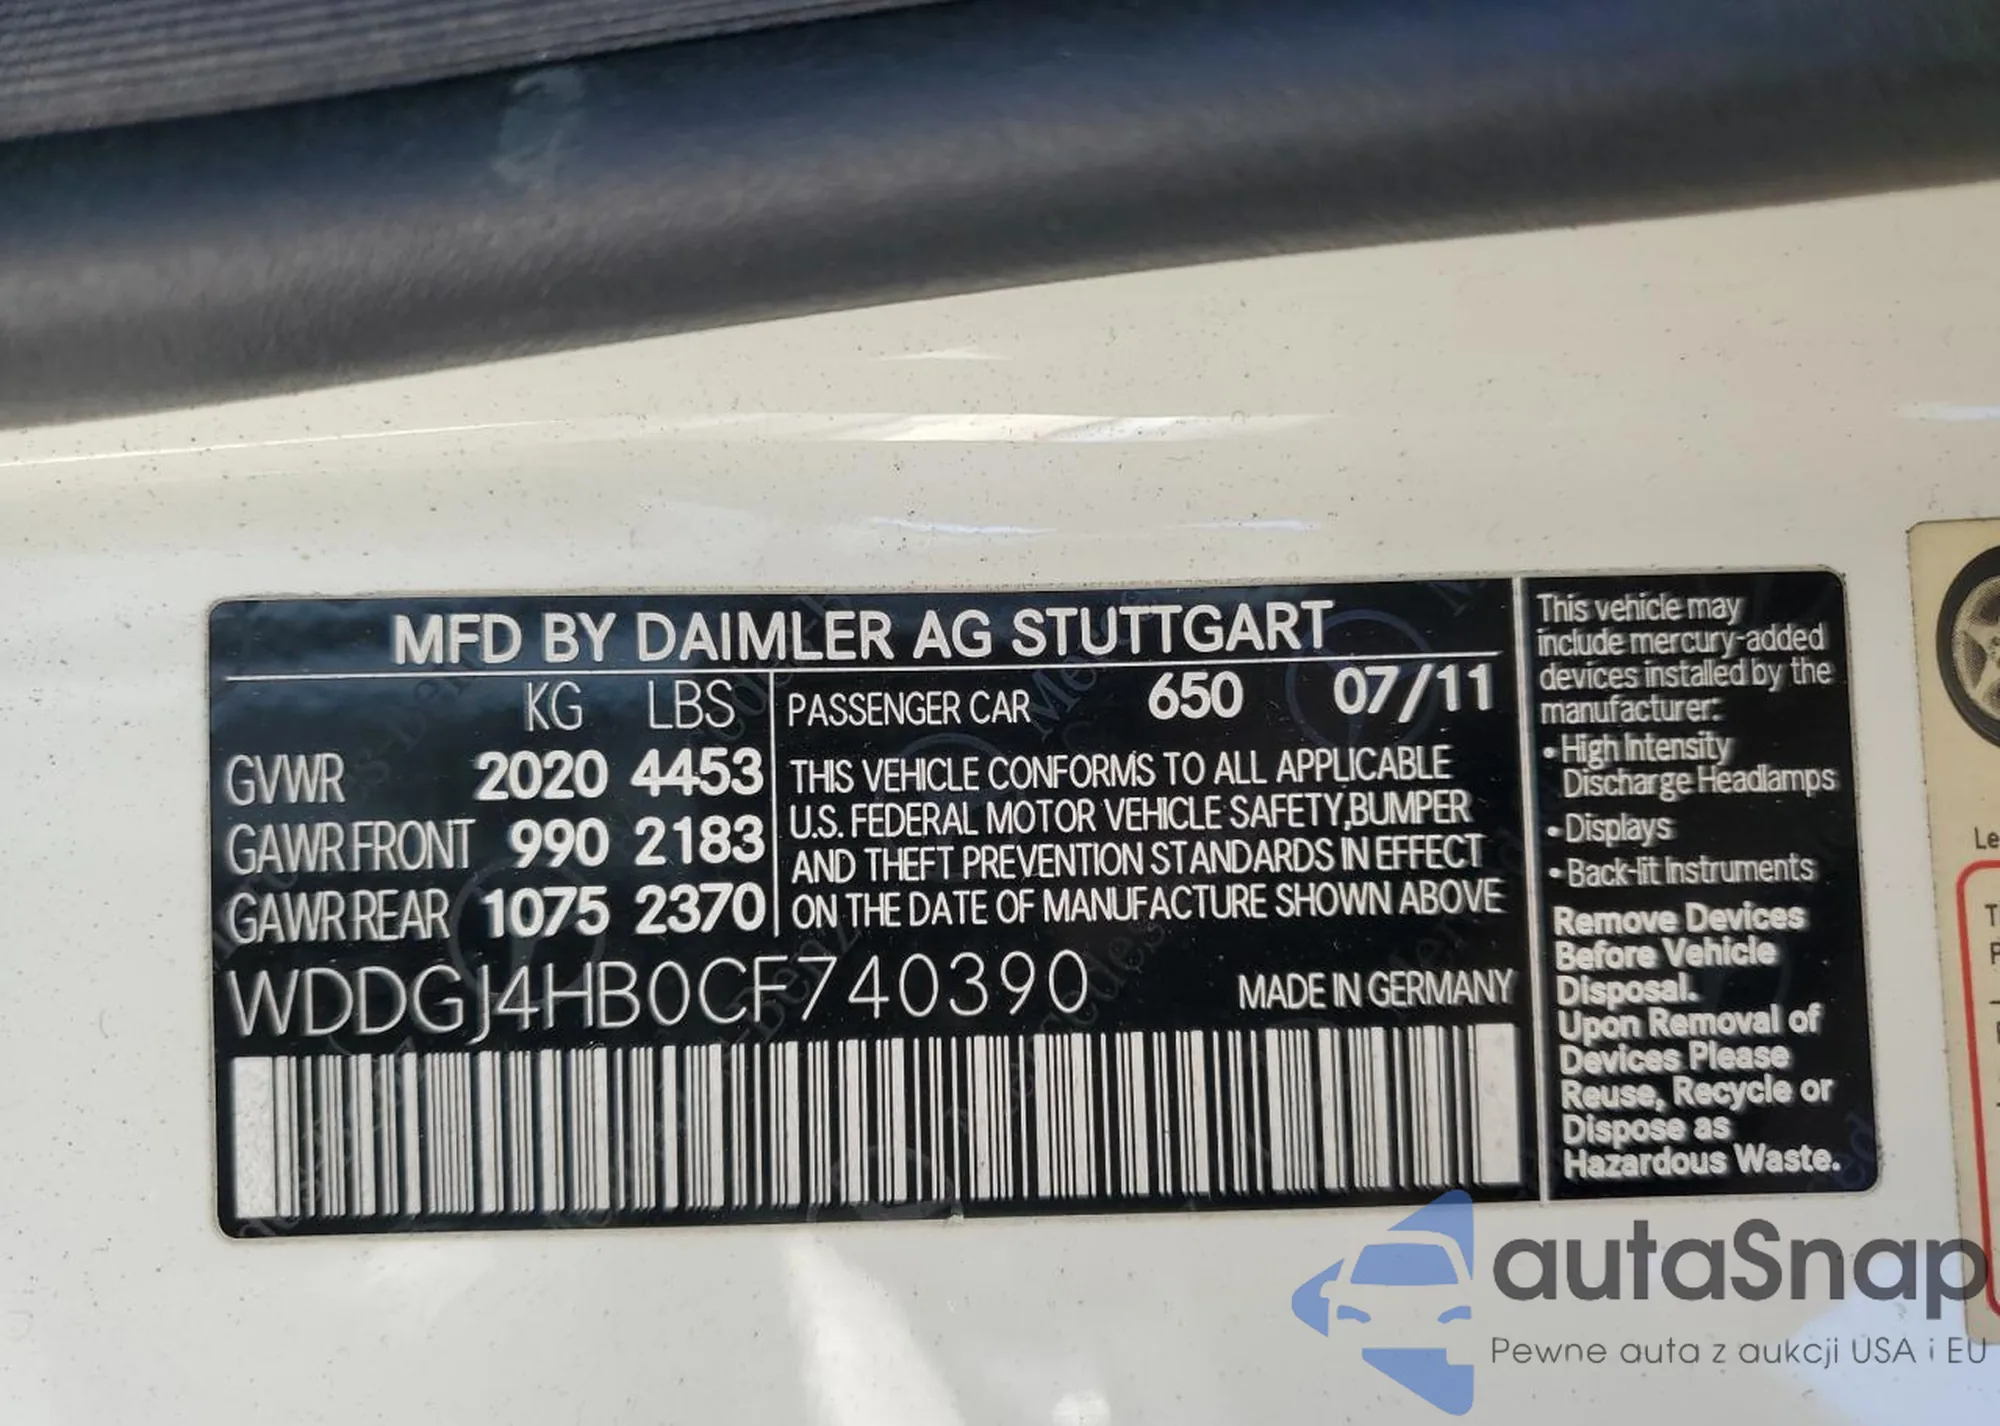 MFD BY DAIMLER AG STUTTGART
KG LBS
GVWR 2020 4453
GAWR FRONT 990 2183
GAWR REAR 1075 2370
PASSENGER CAR 650 07/11
THIS VEHICLE CONFORMS TO ALL APPLICABLE
U.S. FEDERAL MOTOR VEHICLE SAFETY,BUMPER
AND THEFT PREVENTION STANDARDS IN EFFECT
ON THE DATE OF MANUFACTURE SHOWN ABOVE
WDDGJ4HB0CF740390
MADE IN GERMANY
This vehicle may
include mercury-added
devices installed by the
manufacturer:
• High Intensity
Discharge Headlamps
• Displays
• Back-lit Instruments
Remove Devices
Before Vehicle
Disposal.
Upon Removal of
Devices Please
Reuse, Recycle or
Dispose as
Hazardous Waste.
autaSnap
Pewne auta z aukcji USA i EU